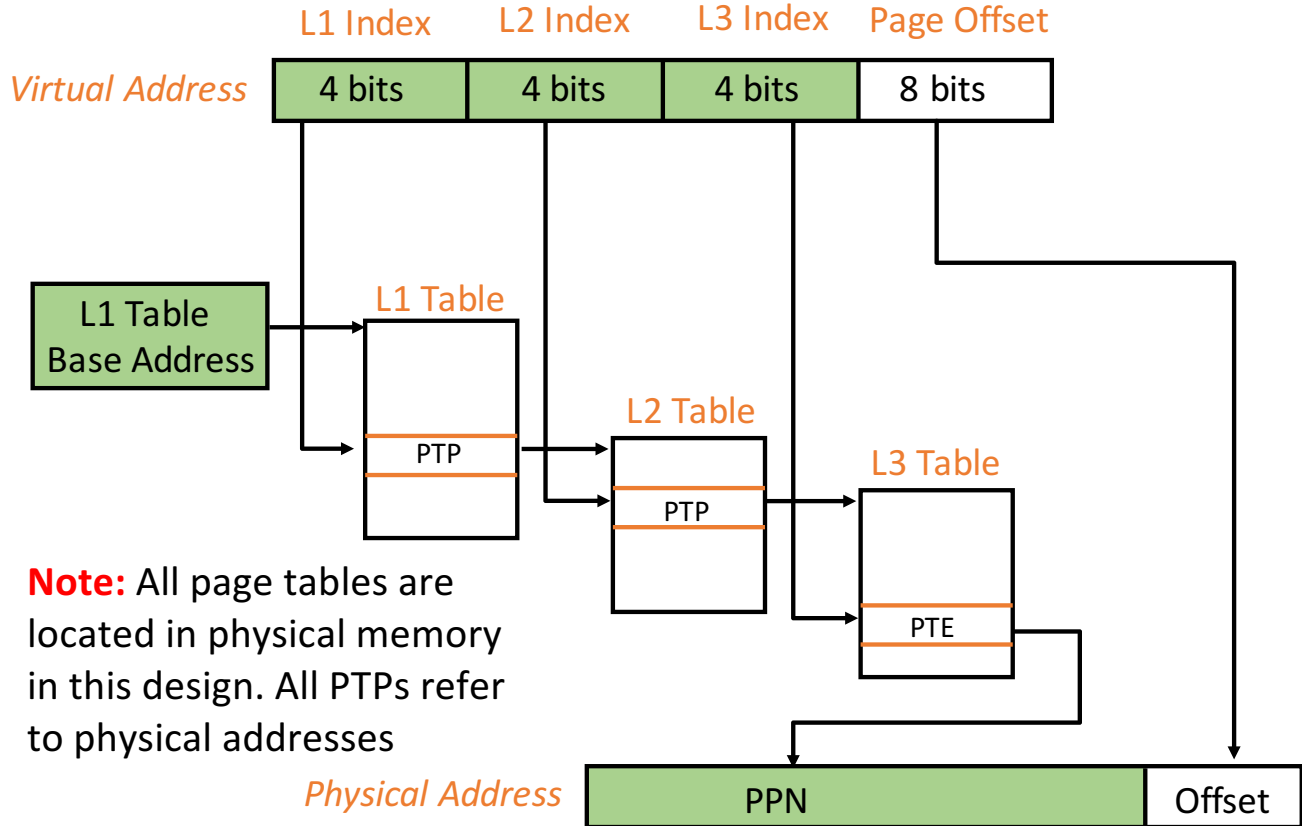 L1 Index L2 Index L3 Index Page Offset
Virtual Address 4 bits 4 bits 4 bits 8 bits
L1 Table
Base Address
L1 Table
PTP
L2 Table
PTP
L3 Table
PTE
Note: All page tables are
located in physical memory
in this design. All PTPs refer
to physical addresses
Physical Address PPN Offset